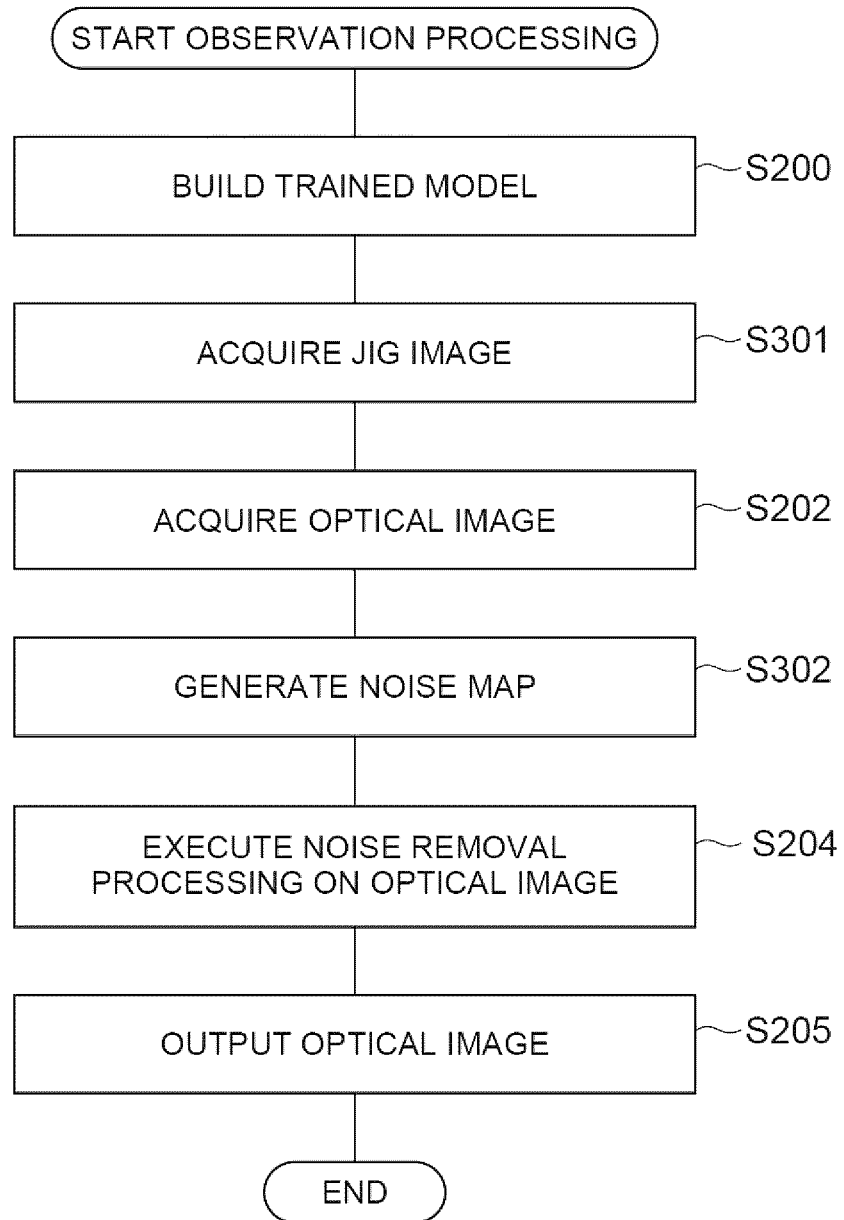 START OBSERVATION PROCESSING
BUILD TRAINED MODEL
S200
ACQUIRE JIG IMAGE
S301
ACQUIRE OPTICAL IMAGE
S202
GENERATE NOISE MAP
S302
EXECUTE NOISE REMOVAL
PROCESSING ON OPTICAL IMAGE
S204
OUTPUT OPTICAL IMAGE
S205
END